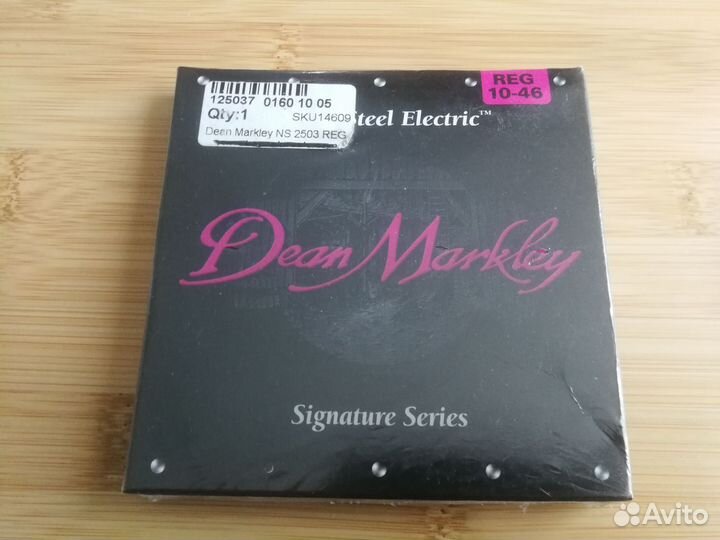 125037 0160 10 05
Qty:1 SKU14609
Dean Markley NS 2503 REG
REG
10-46
Steel Electric™
Dean Markley
Signature Series
Avito